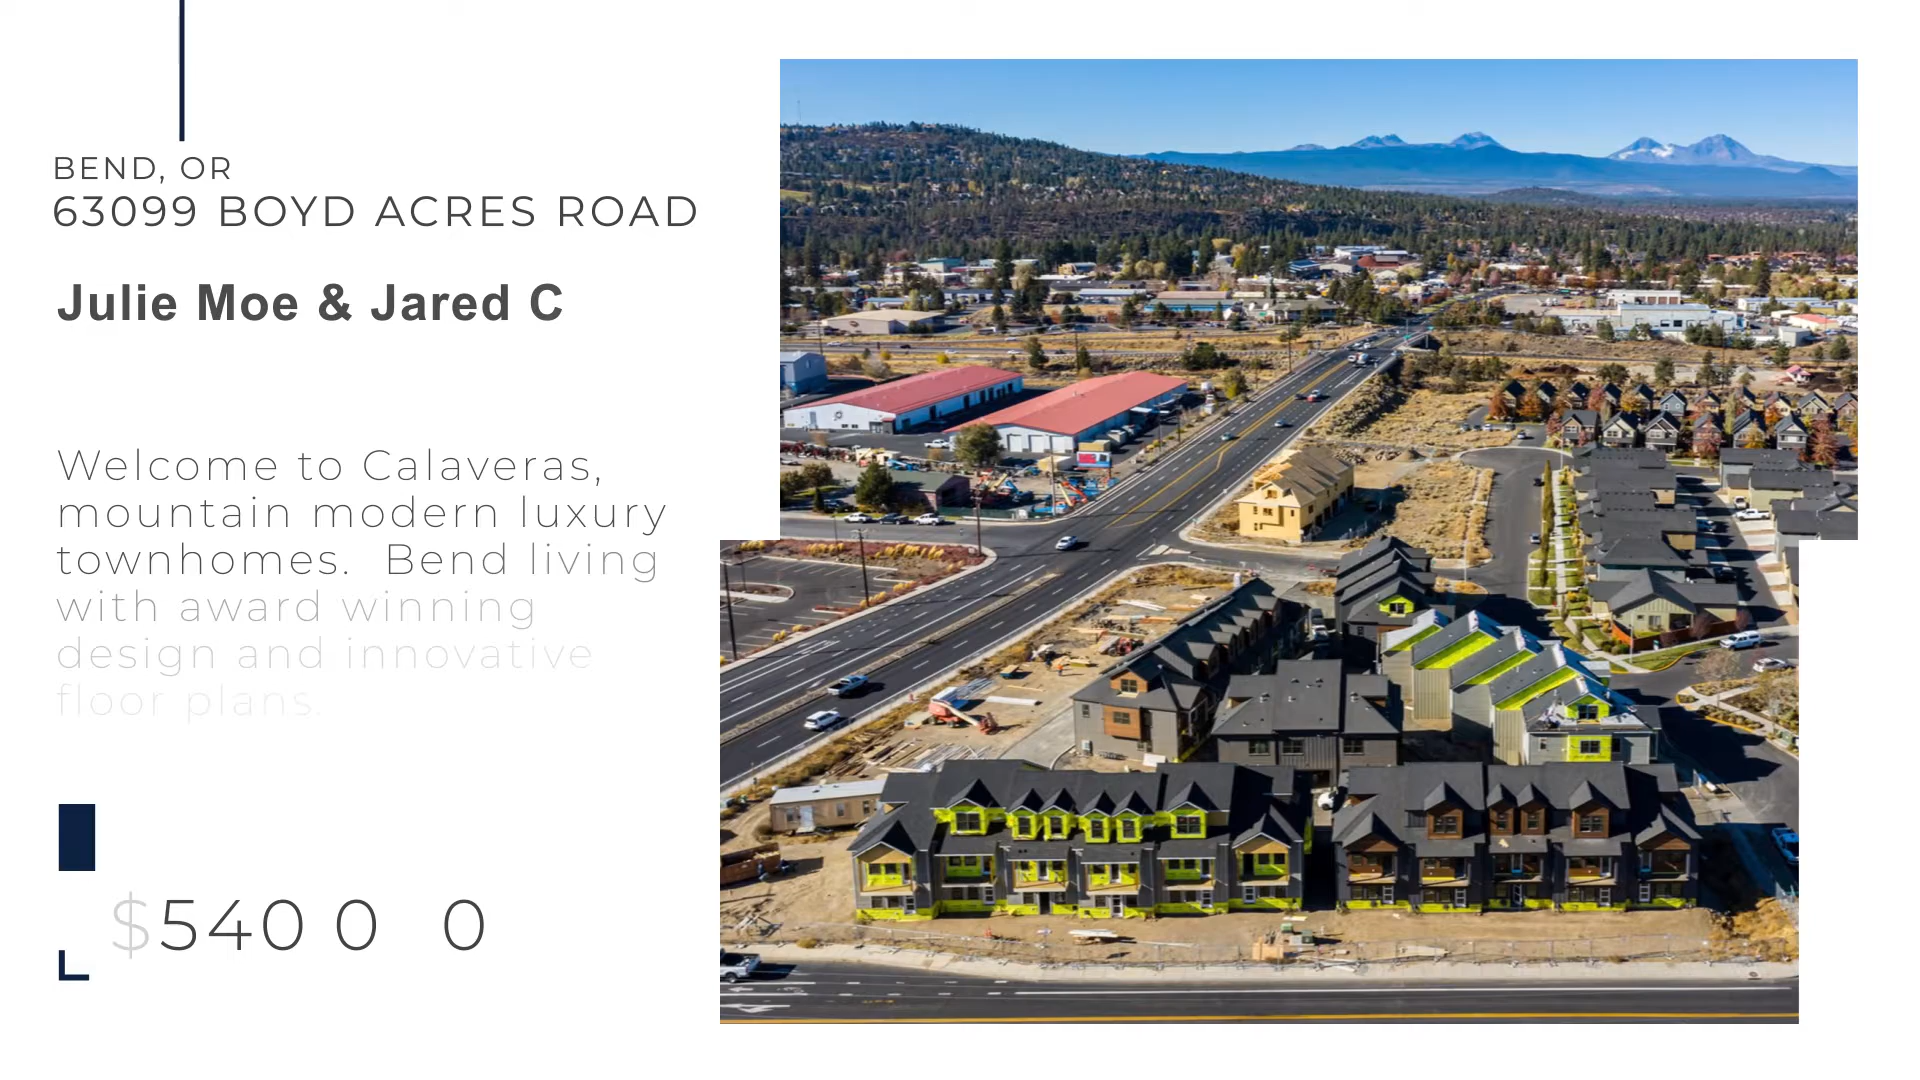 BEND, OR
63099 BOYD ACRES ROAD
Julie Moe & Jared C
Welcome to Calaveras,
mountain modern luxury
townhomes. Bend living
with award winning
design and innovative
floor plans.
$540 0 0